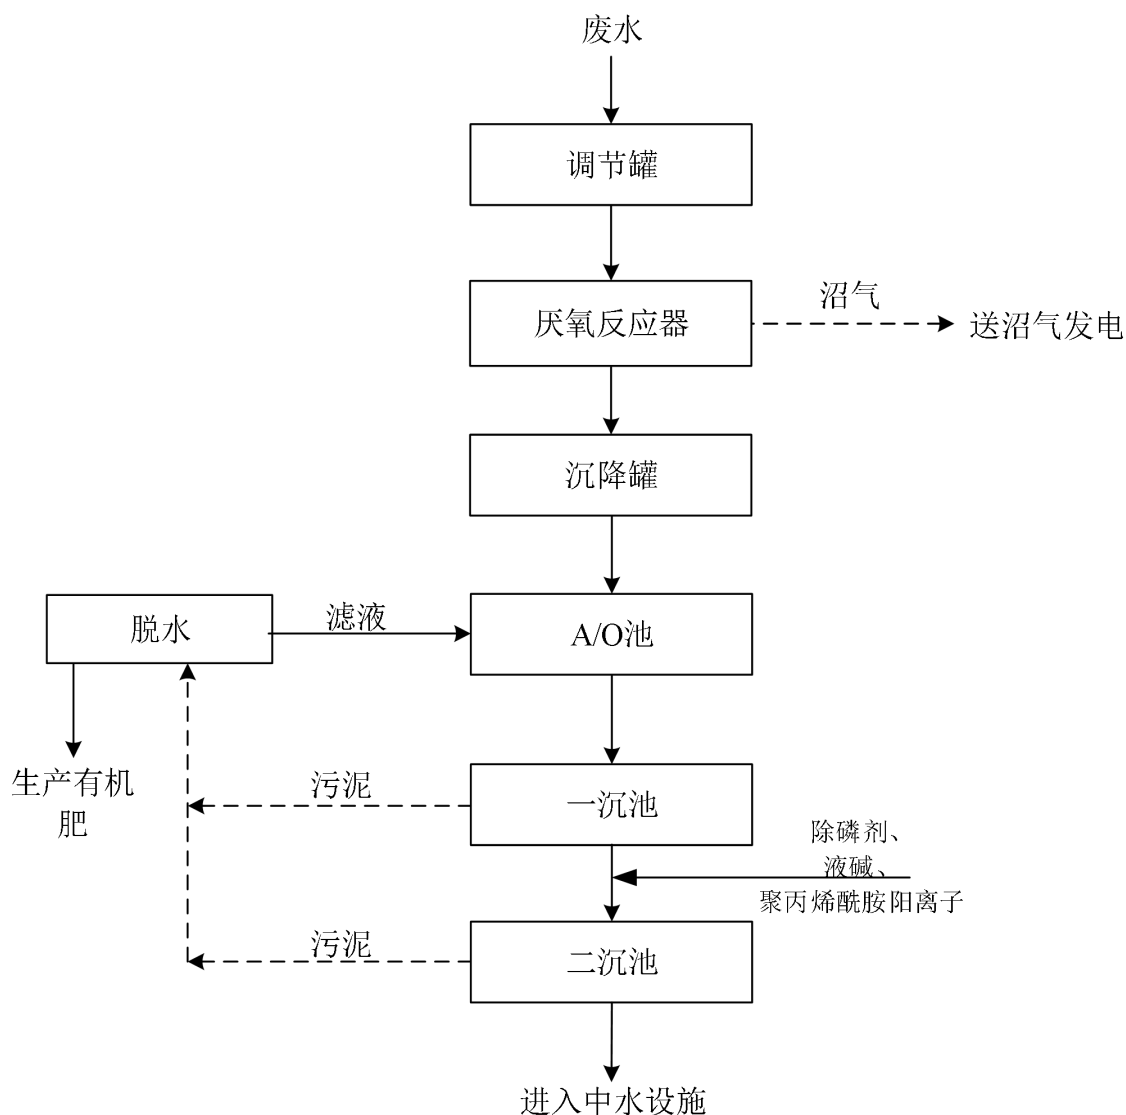 废水
调节罐
沼气
厌氧反应器
送沼气发电
沉降罐
脱水
滤液
A/O池
生产有机
肥
污泥
一沉池
除磷剂、
液碱、
聚丙烯酰胺阳离子
污泥
二沉池
进入中水设施